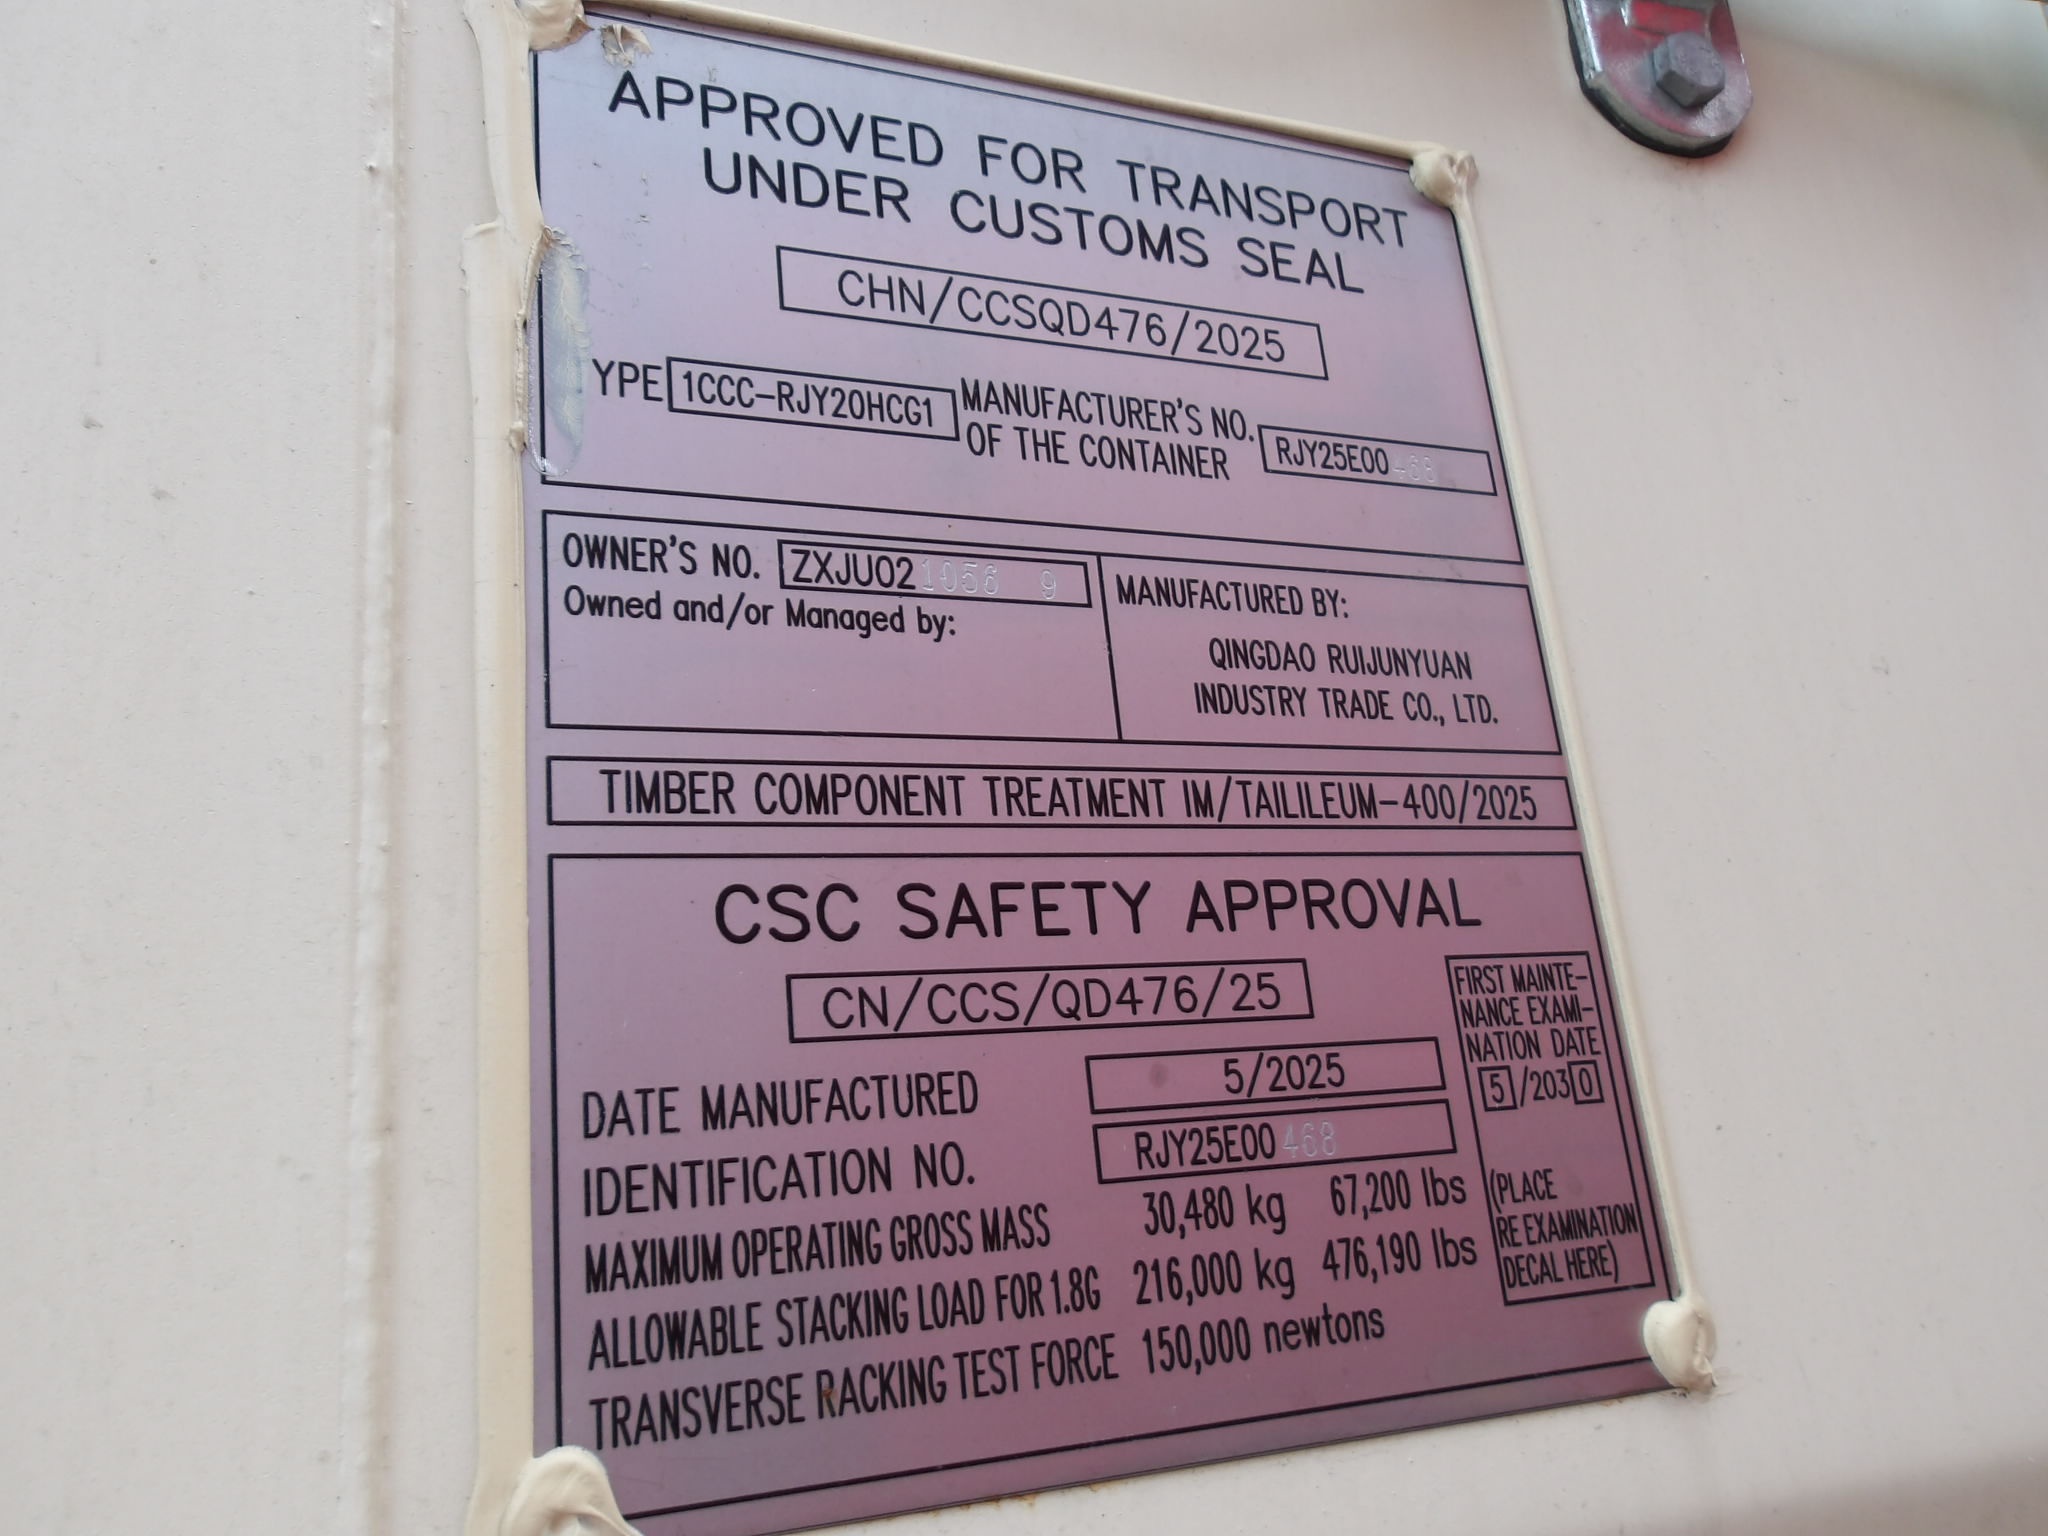 APPROVED FOR TRANSPORT
UNDER CUSTOMS SEAL
CHN/CCSQD476/2025
YPE 1CCC-RJY20HCG1 MANUFACTURER'S NO.
OF THE CONTAINER RJY25E00468
OWNER'S NO. ZXJU021056 9
Owned and/or Managed by:
MANUFACTURED BY:
QINGDAO RUIJUNYUAN
INDUSTRY TRADE CO., LTD.
TIMBER COMPONENT TREATMENT IM/TAILILEUM-400/2025
CSC SAFETY APPROVAL
CN/CCS/QD476/25
DATE MANUFACTURED 5/2025
IDENTIFICATION NO. RJY25E00468
MAXIMUM OPERATING GROSS MASS 30,480 kg 67,200 lbs
ALLOWABLE STACKING LOAD FOR 1.8G 216,000 kg 476,190 lbs
TRANSVERSE RACKING TEST FORCE 150,000 newtons
FIRST MAINTE-
NANCE EXAMI-
NATION DATE
5/2030
(PLACE
RE EXAMINATION
DECAL HERE)